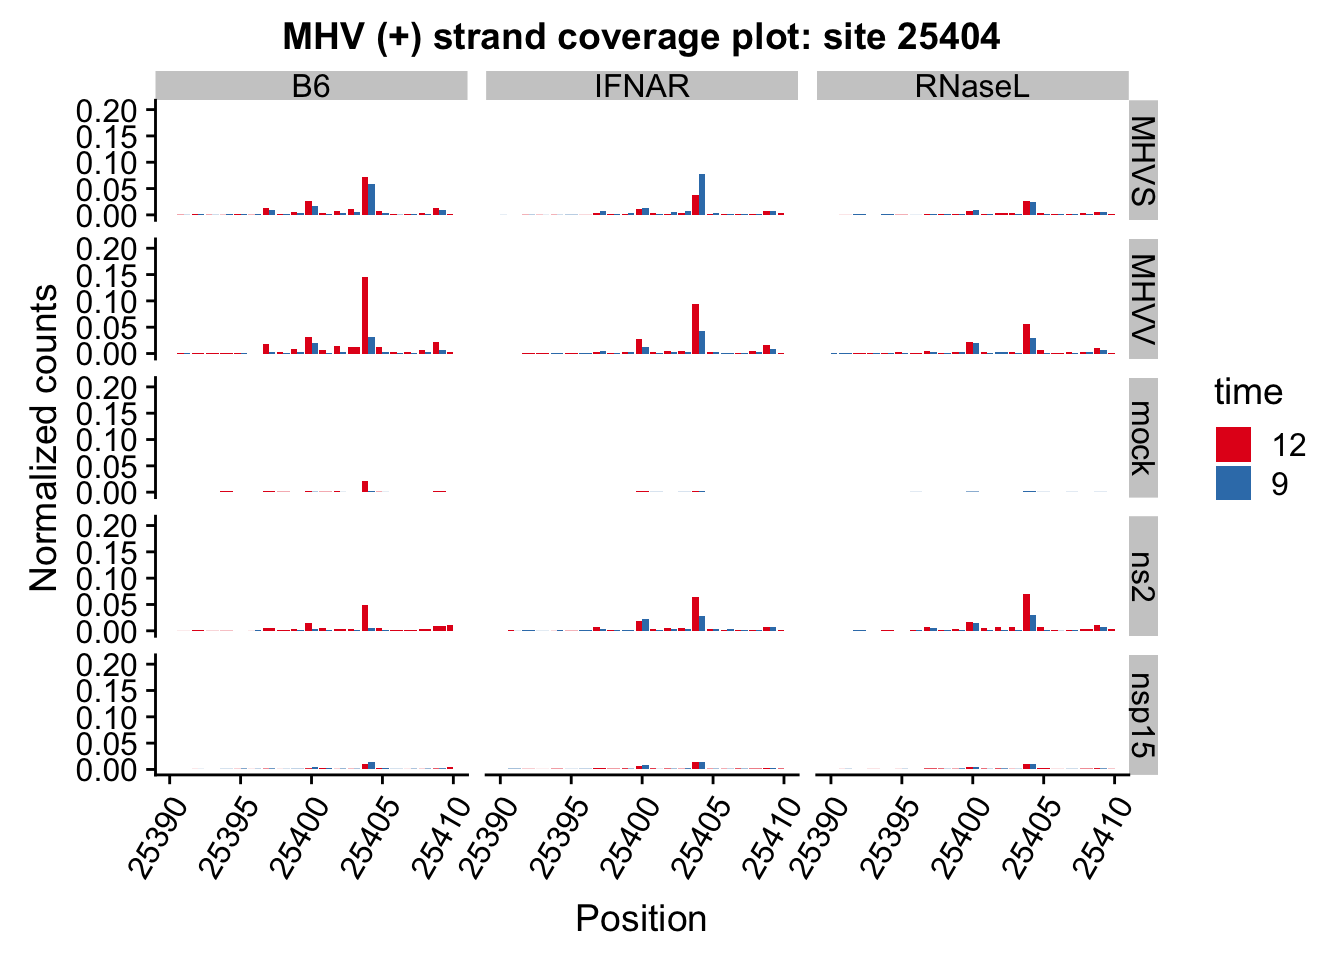 MHV (+) strand coverage plot: site 25404
B6 IFNAR RNaseL
Normalized counts
0.20
0.15
0.10
0.05
0.00
MHVS
0.20
0.15
0.10
0.05
0.00
MHVV
0.20
0.15
0.10
0.05
0.00
mock
0.20
0.15
0.10
0.05
0.00
ns2
0.20
0.15
0.10
0.05
0.00
nsp15
25390 25395 25400 25405 25410 25390 25395 25400 25405 25410 25390 25395 25400 25405 25410
Position
time
12
9